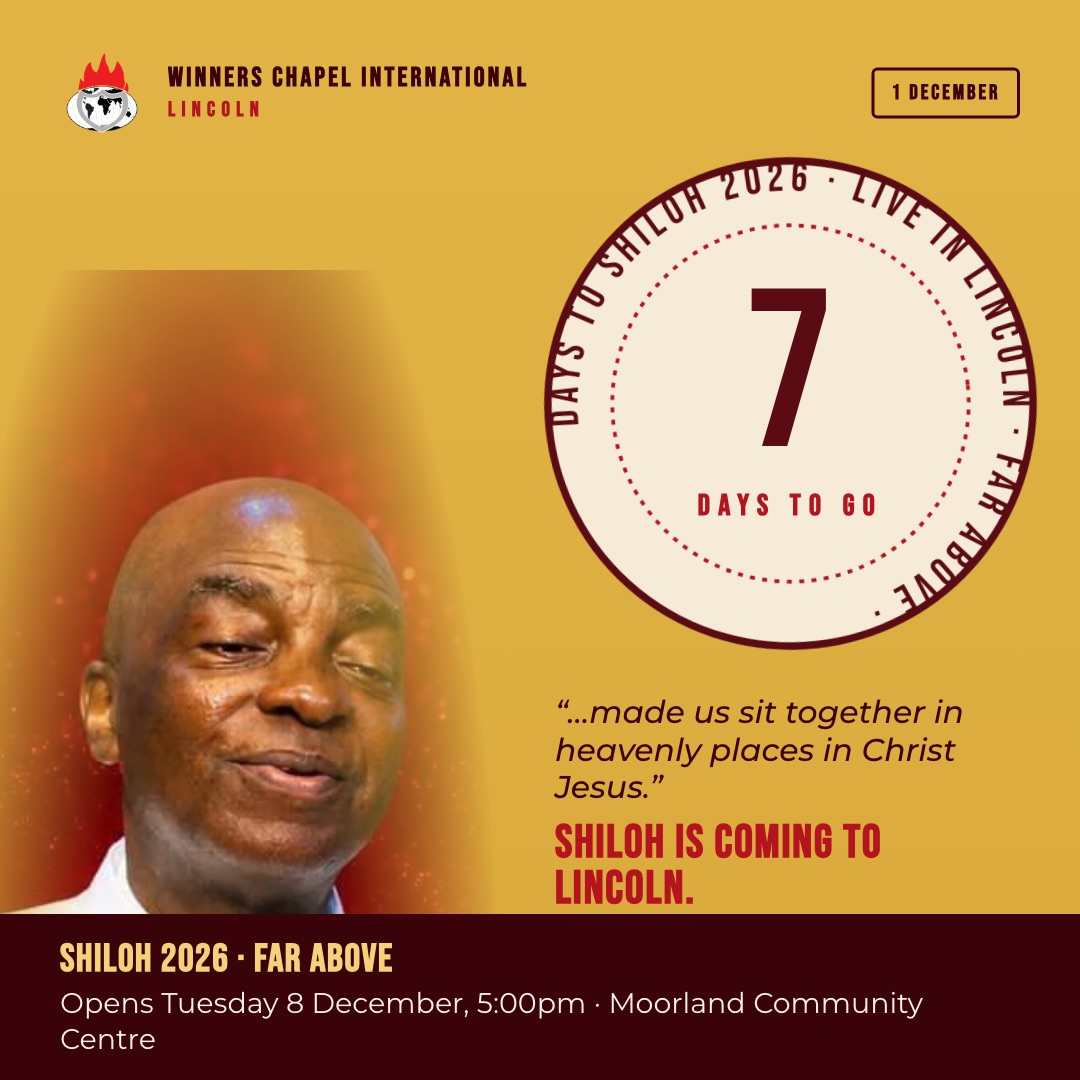 WINNERS CHAPEL INTERNATIONAL
LINCOLN
1 DECEMBER
DAYS TO SHILOH 2026 · LIVE IN LINCOLN · FAR ABOVE ·
7
DAYS TO GO
“…made us sit together in
heavenly places in Christ
Jesus.”
SHILOH IS COMING TO
LINCOLN.
SHILOH 2026 · FAR ABOVE
Opens Tuesday 8 December, 5:00pm · Moorland Community
Centre